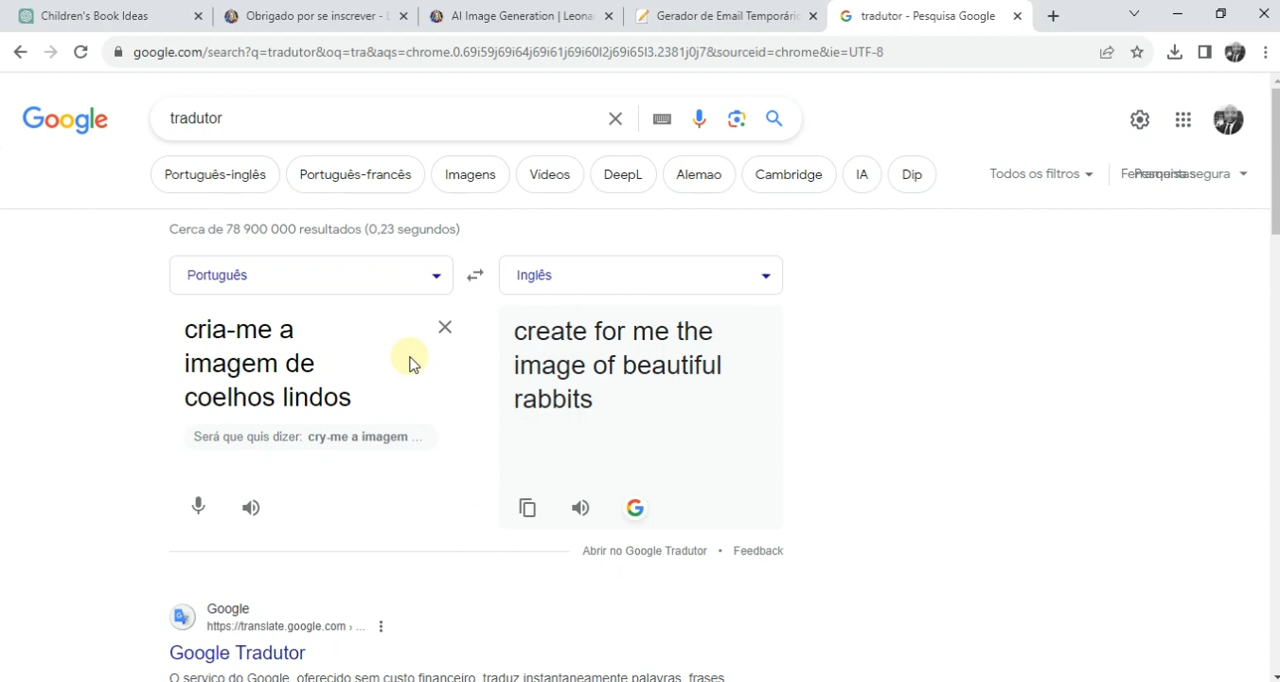 Children's Book Ideas
Obrigado por se inscrever - L
AI Image Generation | Leona
Gerador de Email Temporário
tradutor - Pesquisa Google
google.com/search?q=tradutor&oq=tra&aqs=chrome.0.69i59j69i64j69i61j69i60l2j69i65l3.2381j0j7&sourceid=chrome&ie=UTF-8
Google
tradutor
Português-inglês
Português-francês
Imagens
Vídeos
DeepL
Alemao
Cambridge
IA
Dip
Todos os filtros
Ferramentas
Pesquisa segura
Cerca de 78 900 000 resultados (0,23 segundos)
Português
Inglês
cria-me a
imagem de
coelhos lindos
create for me the
image of beautiful
rabbits
Será que quis dizer: cry-me a imagem ...
Abrir no Google Tradutor • Feedback
Google
https://translate.google.com › ...
Google Tradutor
O serviço do Google, oferecido sem custo financeiro, traduz instantaneamente palavras, frases